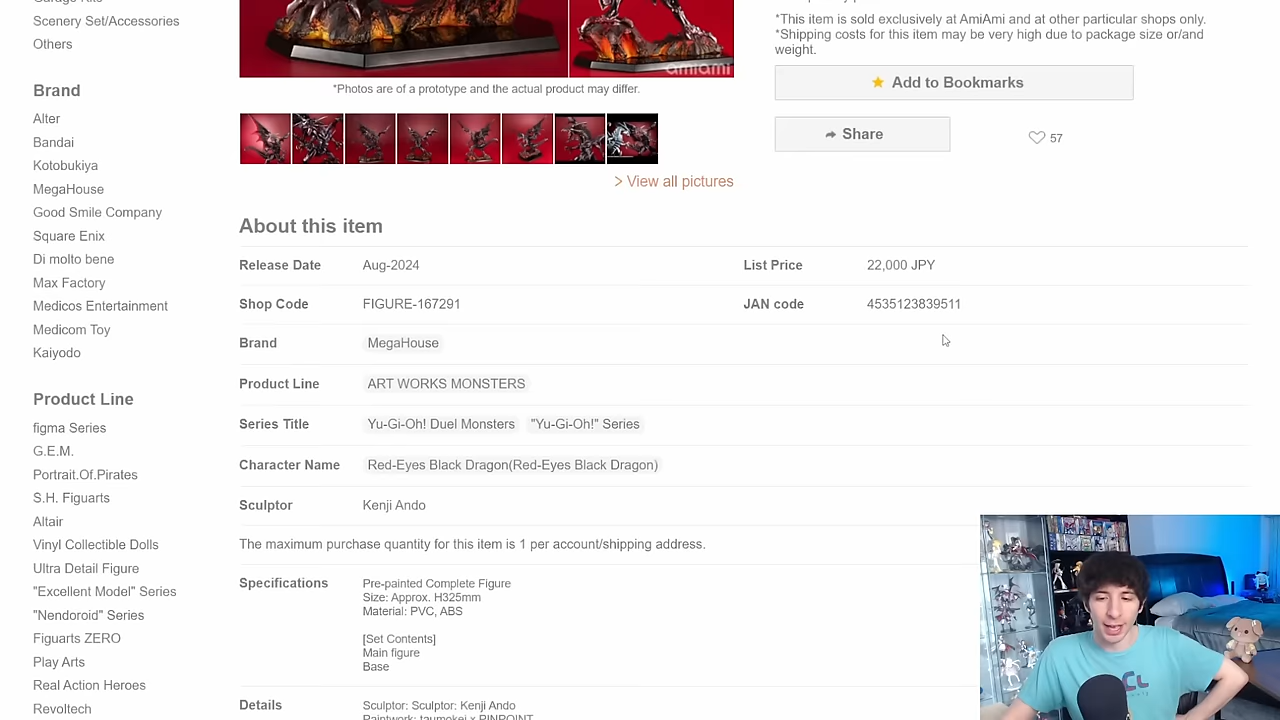 Scenery Set/Accessories
Others
Brand
Alter
Bandai
Kotobukiya
MegaHouse
Good Smile Company
Square Enix
Di molto bene
Max Factory
Medicos Entertainment
Medicom Toy
Kaiyodo
Product Line
figma Series
G.E.M.
Portrait.Of.Pirates
S.H. Figuarts
Altair
Vinyl Collectible Dolls
Ultra Detail Figure
"Excellent Model" Series
"Nendoroid" Series
Figuarts ZERO
Play Arts
Real Action Heroes
Revoltech
amiami
*Photos are of a prototype and the actual product may differ.
> View all pictures
*This item is sold exclusively at AmiAmi and at other particular shops only.
*Shipping costs for this item may be very high due to package size or/and
weight.
Add to Bookmarks
Share
57
About this item
Release Date Aug-2024 List Price 22,000 JPY
Shop Code FIGURE-167291 JAN code 4535123839511
Brand MegaHouse
Product Line ART WORKS MONSTERS
Series Title Yu-Gi-Oh! Duel Monsters "Yu-Gi-Oh!" Series
Character Name Red-Eyes Black Dragon(Red-Eyes Black Dragon)
Sculptor Kenji Ando
The maximum purchase quantity for this item is 1 per account/shipping address.
Specifications Pre-painted Complete Figure
Size: Approx. H325mm
Material: PVC, ABS
[Set Contents]
Main figure
Base
Details Sculptor: Sculptor: Kenji Ando
Paintwork: taumokei x PINPOINT